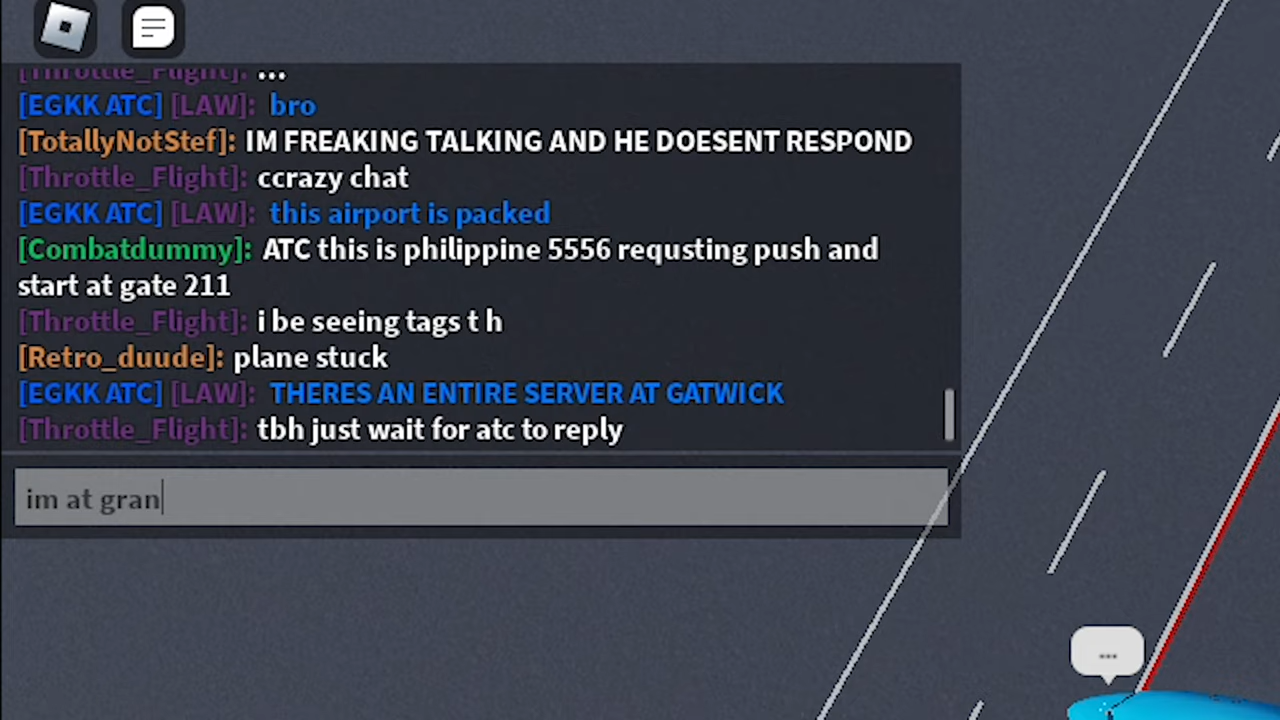 [Throttle_Flight]: ...
[EGKK ATC] [LAW]: bro
[TotallyNotStef]: IM FREAKING TALKING AND HE DOESENT RESPOND
[Throttle_Flight]: ccrazy chat
[EGKK ATC] [LAW]: this airport is packed
[Combatdummy]: ATC this is philippine 5556 requsting push and
start at gate 211
[Throttle_Flight]: i be seeing tags t h
[Retro_duude]: plane stuck
[EGKK ATC] [LAW]: THERES AN ENTIRE SERVER AT GATWICK
[Throttle_Flight]: tbh just wait for atc to reply
im at gran
...